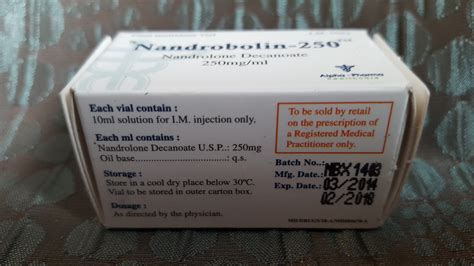 "Nandrobolin-250"™
Nandrolone Decanoate
250mg/ml
Alpha-Pharma
HEALTHCARE
Each vial contain :
10ml solution for I.M. injection only.
Each ml contains :
Nandrolone Decanoate U.S.P.: 250mg
Oil base................................: q.s.
Storage :
Store in a cool dry place below 30°C.
Vial to be stored in outer carton box.
Dosage :
As directed by the physician.
To be sold by retail
on the prescription of
a Registered Medical
Practitioner only.
Batch No..: NBX1403
Mfg. Date.: 03/2014
Exp. Date.: 02/2018